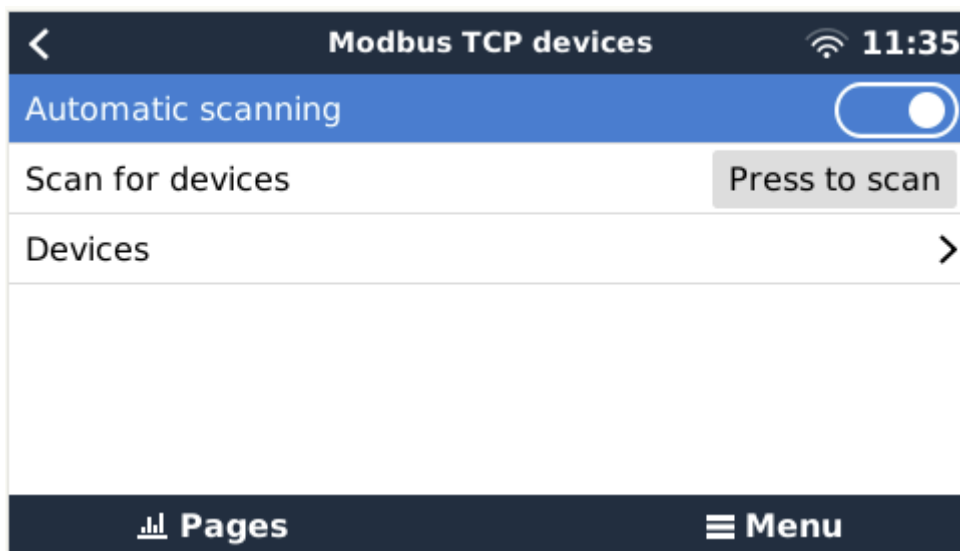 Modbus TCP devices 11:35
Automatic scanning
Scan for devices Press to scan
Devices
Pages Menu